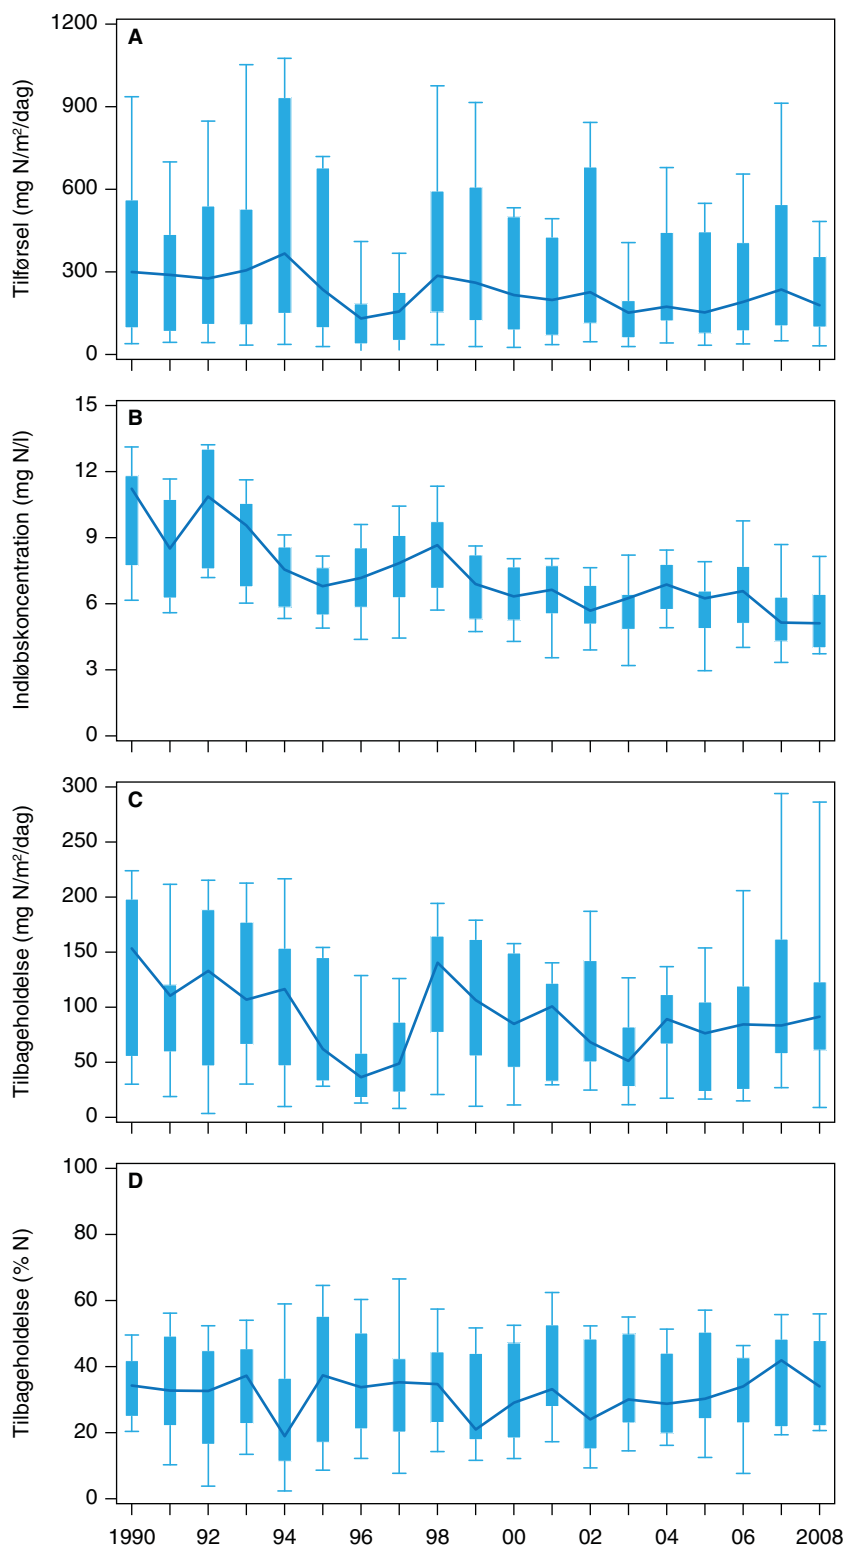 A
Tilførsel (mg N/m²/dag)
1200
900
600
300
0
B
Indløbskoncentration (mg N/l)
15
12
9
6
3
0
C
Tilbageholdelse (mg N/m²/dag)
300
250
200
150
100
50
0
D
Tilbageholdelse (% N)
100
80
60
40
20
0
1990 92 94 96 98 00 02 04 06 2008